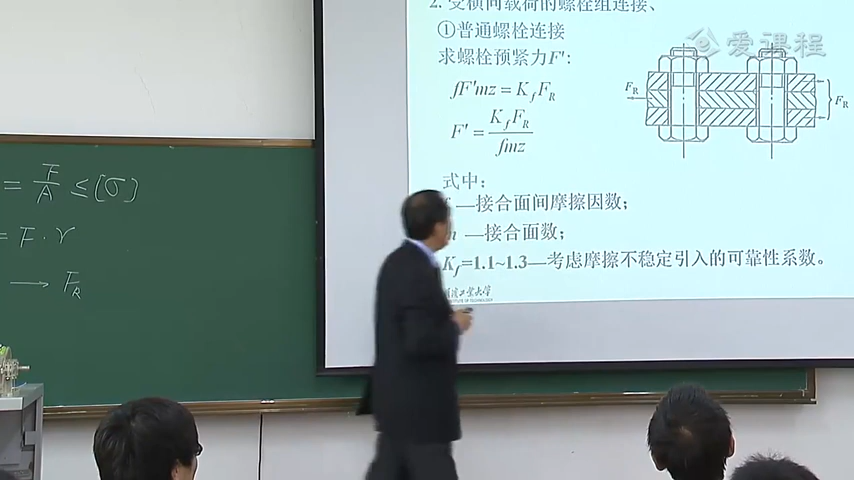 爱课程
2. 受横向载荷的螺栓组连接、
①普通螺栓连接
求螺栓预紧力F':
fF'mz = K_f F_R
F' = K_f F_R / fmz
F_R
F_R
式中:
—接合面间摩擦因数;
m —接合面数;
K_f=1.1~1.3—考虑摩擦不稳定引入的可靠性系数。
= F/A ≤ [σ]
= F · r
→ F_R